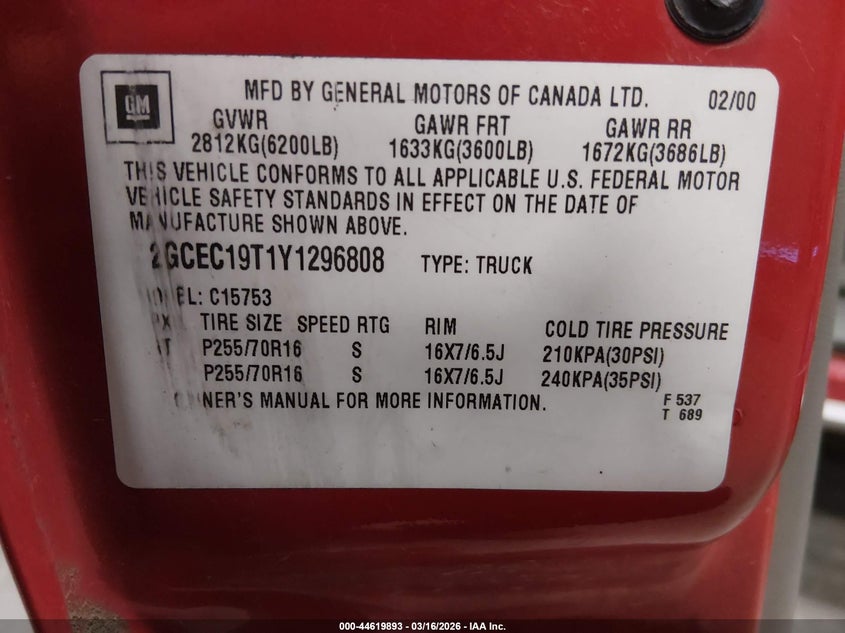 GM
MFD BY GENERAL MOTORS OF CANADA LTD. 02/00
GVWR GAWR FRT GAWR RR
2812KG(6200LB) 1633KG(3600LB) 1672KG(3686LB)
THIS VEHICLE CONFORMS TO ALL APPLICABLE U.S. FEDERAL MOTOR
VEHICLE SAFETY STANDARDS IN EFFECT ON THE DATE OF
MANUFACTURE SHOWN ABOVE.
2GCEC19T1Y1296808 TYPE: TRUCK
C15753
TIRE SIZE SPEED RTG RIM COLD TIRE PRESSURE
P255/70R16 S 16X7/6.5J 210KPA(30PSI)
P255/70R16 S 16X7/6.5J 240KPA(35PSI)
OWNER'S MANUAL FOR MORE INFORMATION. F 537
T 689
000-44619893 - 03/16/2026 - IAA Inc.